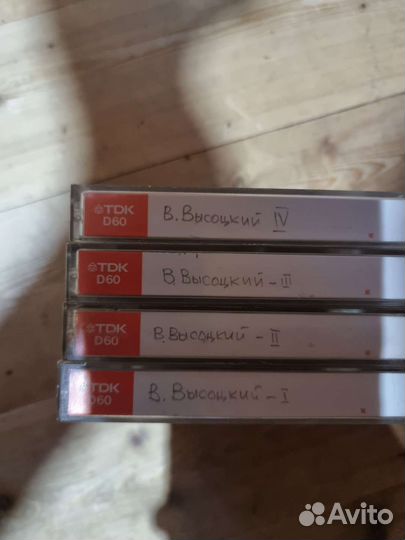 TDK
D60
В. Высоцкий IV
TDK
D60
В. Высоцкий - III
TDK
D60
В. Высоцкий - II
TDK
D60
В. Высоцкий - I
Avito